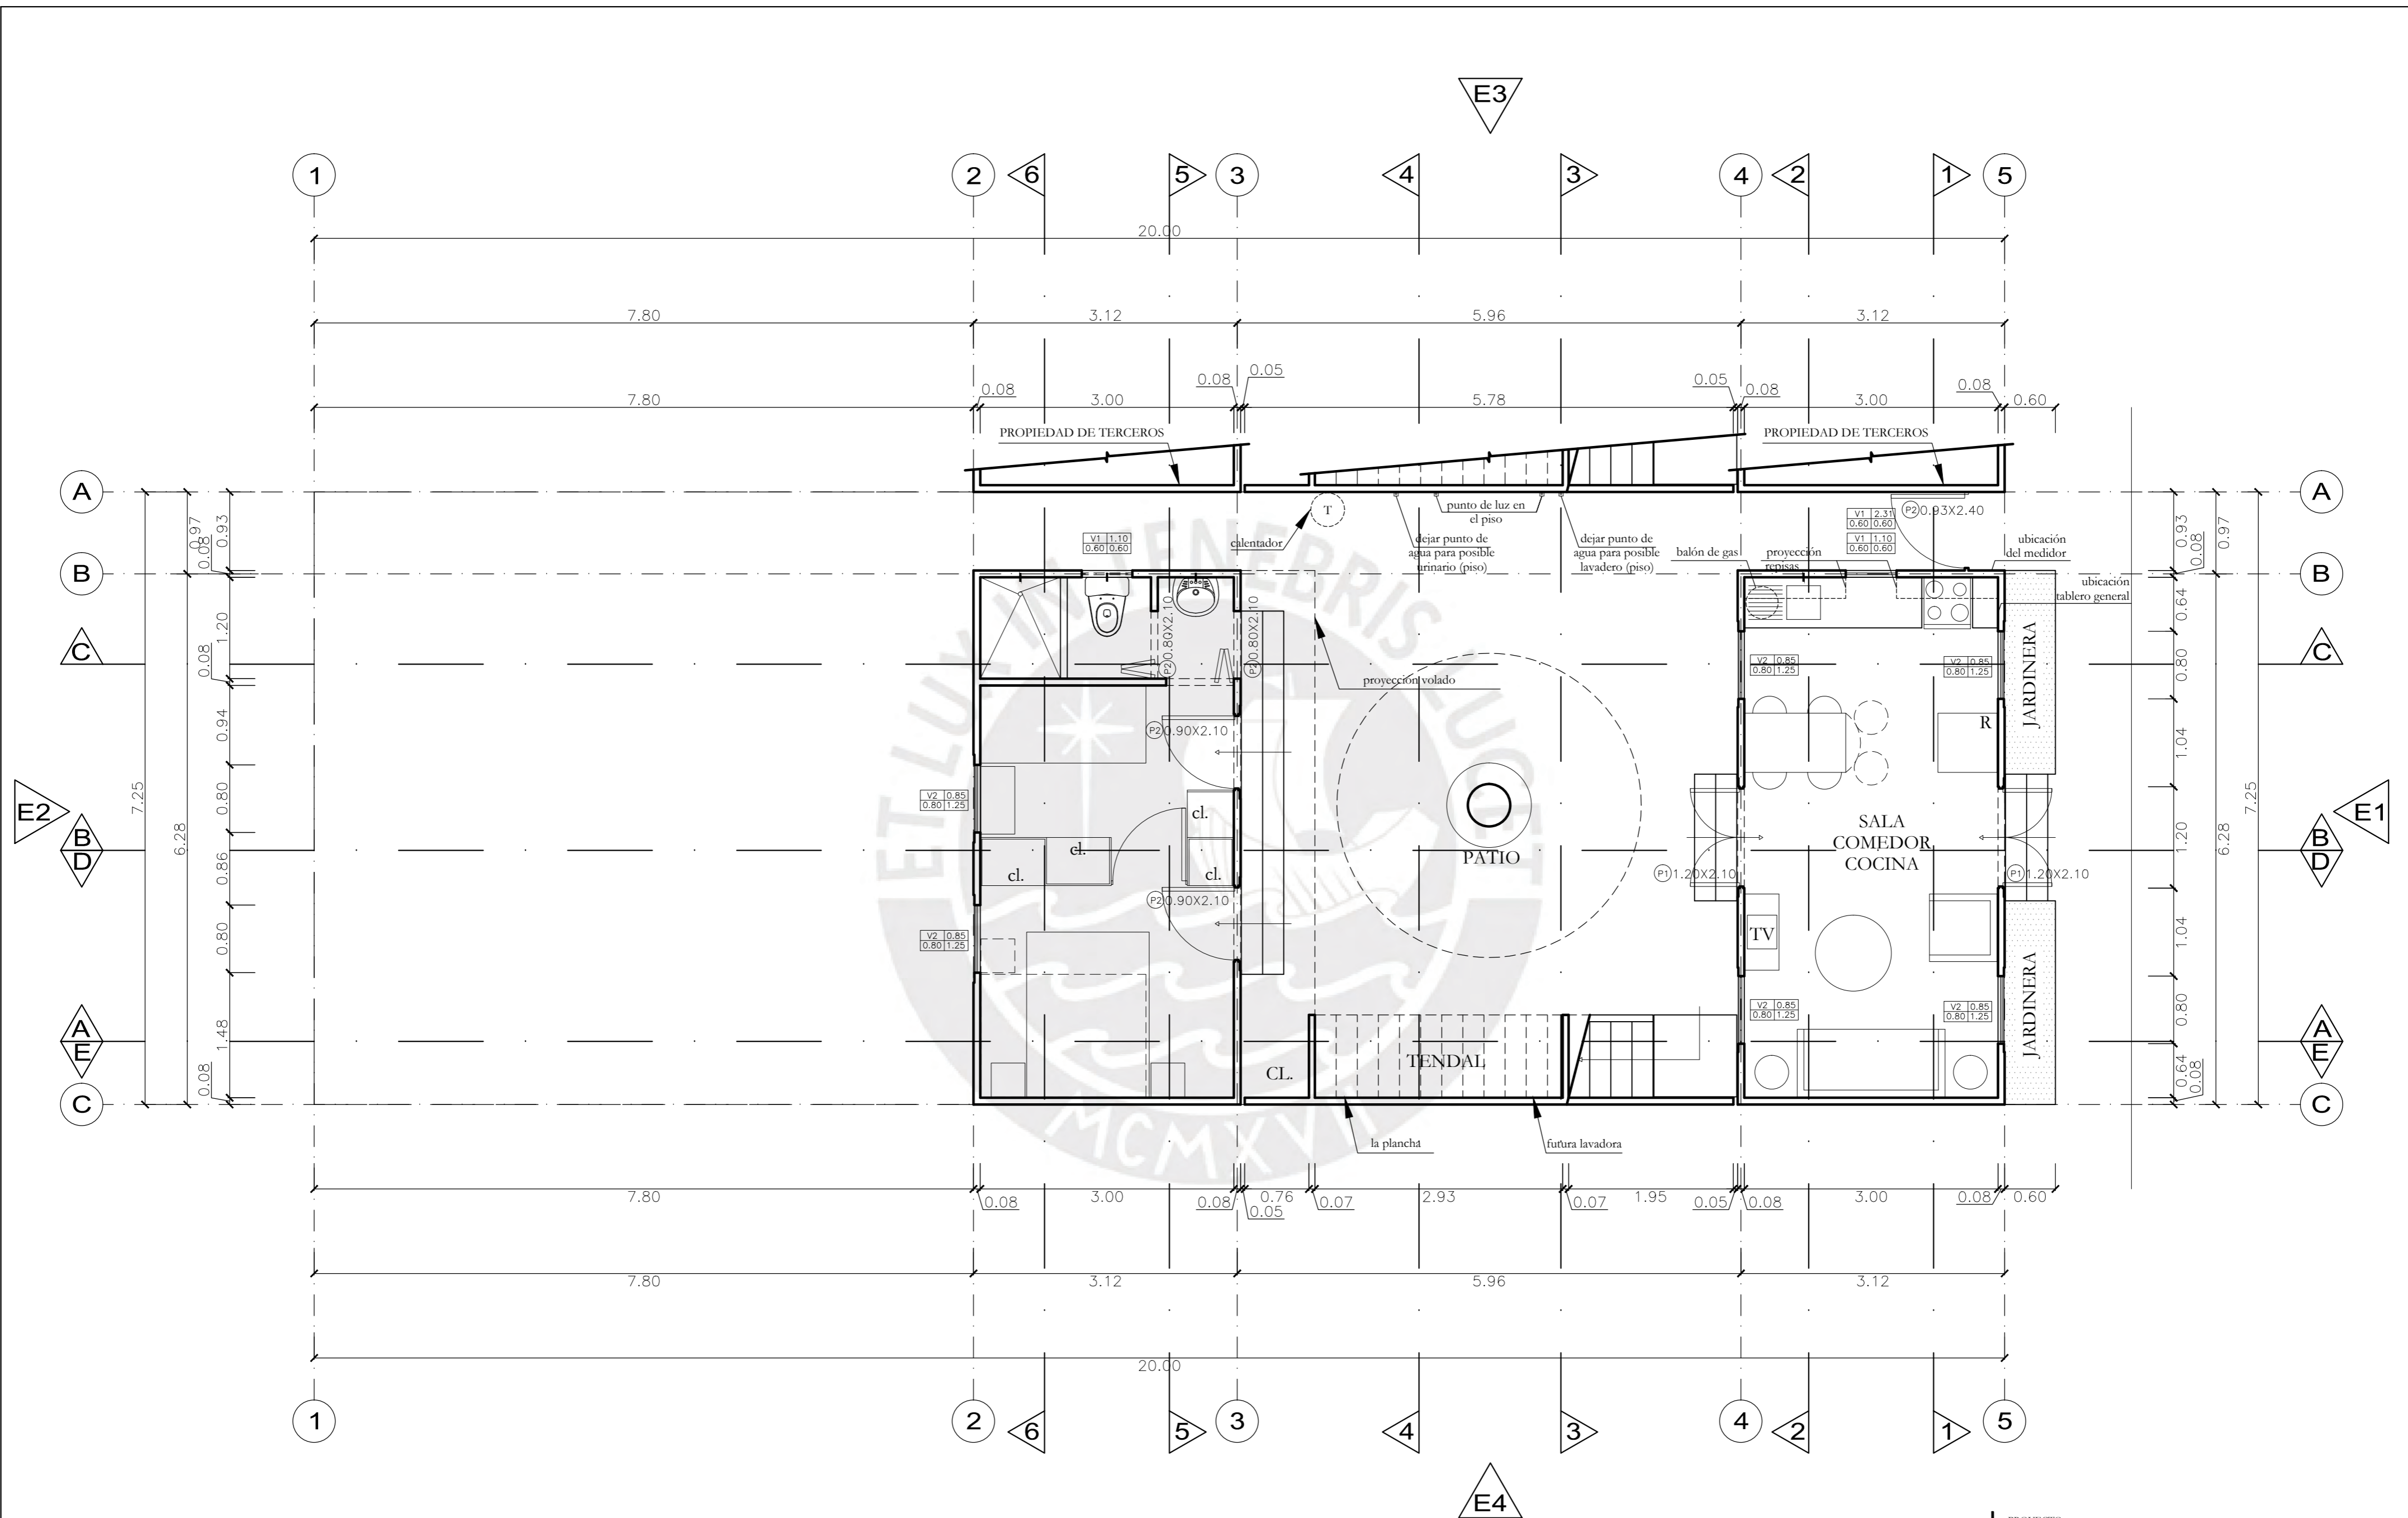 E3
1
2
6
5
3
4
3
4
2
1
5
20.00
7.80
3.12
5.96
3.12
7.80
0.08
3.00
0.08
0.05
5.78
0.05
0.08
3.00
0.08
0.60
PROPIEDAD DE TERCEROS
PROPIEDAD DE TERCEROS
A
A
B
B
C
C
E2
E1
B
D
B
D
A
E
A
E
C
C
7.25
0.97
6.28
0.93
0.08
1.20
0.08
0.94
0.80
0.86
0.80
1.48
0.08
T
calentador
punto de luz en
el piso
dejar punto de
agua para posible
urinario (piso)
dejar punto de
agua para posible
lavadero (piso)
balón de gas
proyección
repisas
V1 2.31
0.60 0.60
V1 1.10
0.60 0.60
P2 0.93X2.40
ubicación
del medidor
ubicación
tablero general
V1 1.10
0.60 0.60
P2 0.80X2.10
P2 0.80X2.10
proyección volado
P2 0.90X2.10
V2 0.85
0.80 1.25
cl.
cl.
cl.
cl.
P2 0.90X2.10
V2 0.85
0.80 1.25
PATIO
V2 0.85
0.80 1.25
V2 0.85
0.80 1.25
R
JARDINERA
SALA
COMEDOR
COCINA
P1 1.20X2.10
P1 1.20X2.10
TV
V2 0.85
0.80 1.25
V2 0.85
0.80 1.25
JARDINERA
CL.
TENDAL
la plancha
futura lavadora
0.93
0.08
0.64
0.80
1.04
1.20
1.04
0.80
0.64
0.08
0.97
6.28
7.25
ET LUX IN TENEBRIS LUCET
MCMXVII
7.80
0.08
3.00
0.08
0.05
0.76
0.07
2.93
0.07
1.95
0.05
0.08
3.00
0.08
0.60
7.80
3.12
5.96
3.12
20.00
1
2
6
5
3
4
3
4
2
1
5
E4